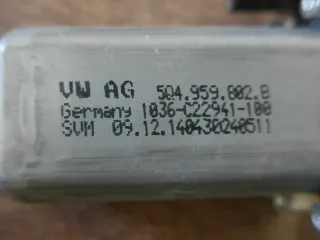 VW AG 5Q4.959.802.B
Germany 1036-C22941-100
SVM 09.12.140430240511